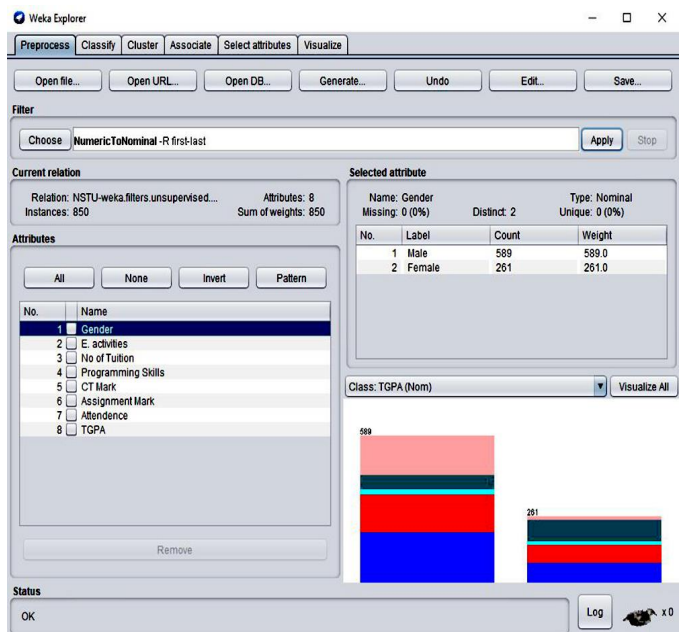 Weka Explorer
Preprocess Classify Cluster Associate Select attributes Visualize
Open file... Open URL... Open DB... Generate... Undo Edit... Save...
Filter
Choose NumericToNominal -R first-last Apply Stop
Current relation
Relation: NSTU-weka.filters.unsupervised.... Attributes: 8
Instances: 850 Sum of weights: 850
Attributes
All None Invert Pattern
No. Name
1 Gender
2 E. activities
3 No of Tuition
4 Programming Skills
5 CT Mark
6 Assignment Mark
7 Attendence
8 TGPA
Remove
Selected attribute
Name: Gender Type: Nominal
Missing: 0 (0%) Distinct: 2 Unique: 0 (0%)
No. Label Count Weight
1 Male 589 589.0
2 Female 261 261.0
Class: TGPA (Nom) Visualize All
589
261
Status
OK Log x 0